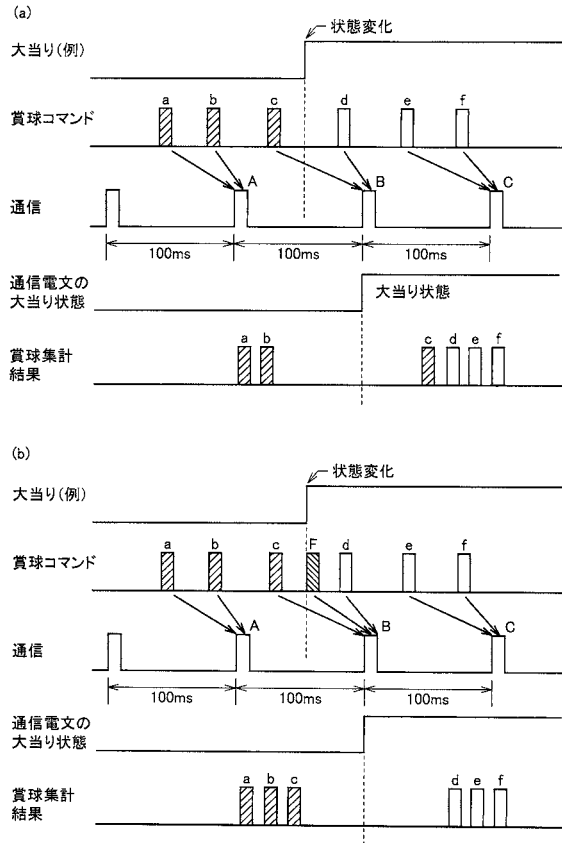 (a)
状態変化
大当り(例)
a b c d e f
賞球コマンド
A B C
通信
100ms 100ms 100ms
通信電文の
大当り状態
大当り状態
a b c d e f
賞球集計
結果
(b)
状態変化
大当り(例)
a b c F d e f
賞球コマンド
A B C
通信
100ms 100ms 100ms
通信電文の
大当り状態
a b c d e f
賞球集計
結果